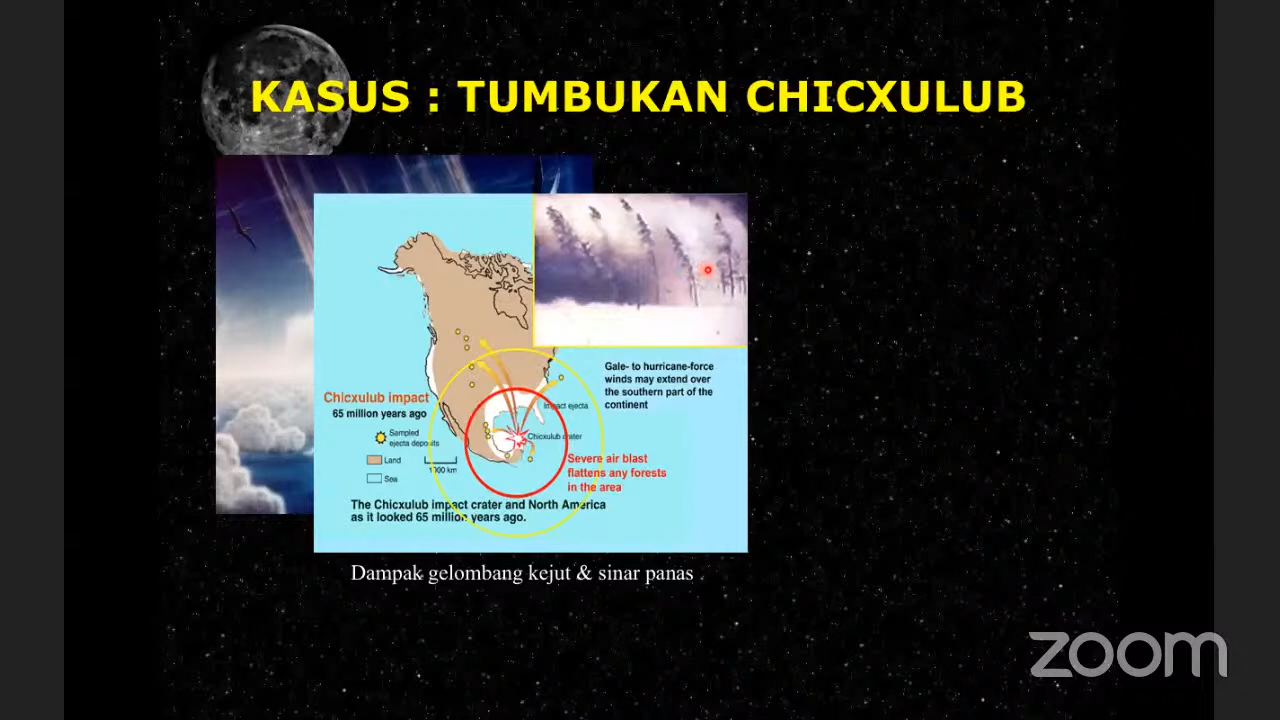 KASUS : TUMBUKAN CHICXULUB
Gale- to hurricane-force
winds may extend over
the southern part of the
continent
Chicxulub impact
65 million years ago
Impact ejecta
Sampled
ejecta deposits
Chicxulub crater
Land
1000 km
Sea
Severe air blast
flattens any forests
in the area
The Chicxulub impact crater and North America
as it looked 65 million years ago.
Dampak gelombang kejut & sinar panas
zoom